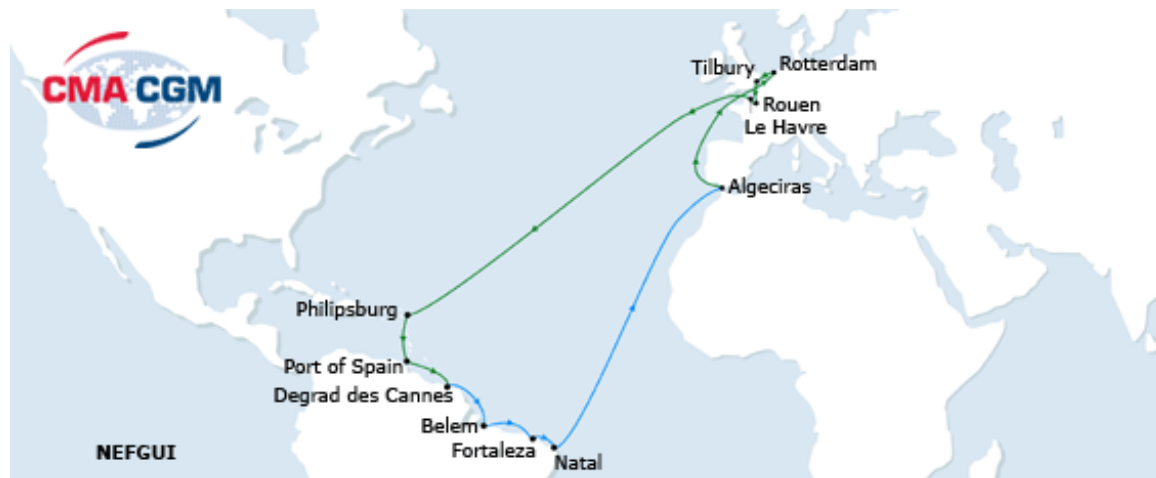 CMA CGM
Tilbury
Rotterdam
Rouen
Le Havre
Algeciras
Philipsburg
Port of Spain
Degrad des Cannes
Belem
Fortaleza
Natal
NEFGUI